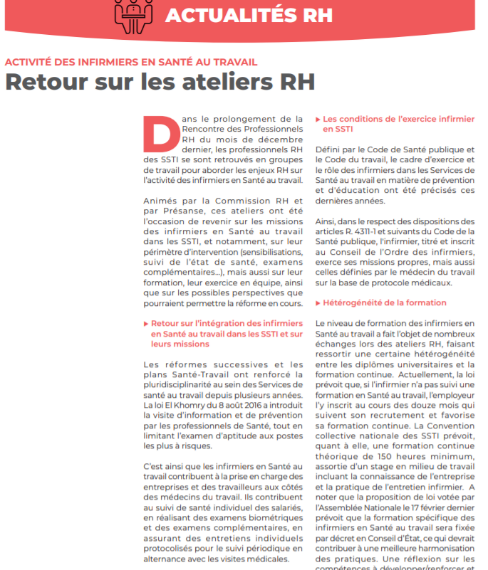 ACTUALITÉS RH
ACTIVITÉ DES INFIRMIERS EN SANTÉ AU TRAVAIL
Retour sur les ateliers RH
Dans le prolongement de la
Rencontre des Professionnels
RH du mois de décembre
dernier, les professionnels RH
des SSTI se sont retrouvés en groupes
de travail pour aborder les enjeux RH sur
l'activité des infirmiers en Santé au travail.
Animés par la Commission RH et
par Présanse, ces ateliers ont été
l'occasion de revenir sur les missions
des infirmiers en Santé au travail
dans les SSTI, et notamment, sur leur
périmètre d'intervention (sensibilisations,
suivi de l'état de santé, examens
complémentaires...), mais aussi sur leur
formation, leur exercice en équipe, ainsi
que sur les possibles perspectives que
pourraient permettre la réforme en cours.
▶ Retour sur l'intégration des infirmiers
en Santé au travail dans les SSTI et sur
leurs missions
Les réformes successives et les
plans Santé-Travail ont renforcé la
pluridisciplinarité au sein des Services de
santé au travail depuis plusieurs années.
La loi El Khomry du 8 août 2016 a introduit
la visite d'information et de prévention
par les professionnels de Santé, tout en
limitant l'examen d'aptitude aux postes
les plus à risques.
C'est ainsi que les infirmiers en Santé au
travail contribuent à la prise en charge des
entreprises et des travailleurs aux côtés
des médecins du travail. Ils contribuent
au suivi de santé individuel des salariés,
en réalisant des examens biométriques
et des examens complémentaires, en
assurant des entretiens individuels
protocolisés pour le suivi périodique en
alternance avec les visites médicales.
▶ Les conditions de l'exercice infirmier
en SSTI
Défini par le Code de Santé publique et
le Code du travail, le cadre d'exercice et
le rôle des infirmiers dans les Services de
Santé au travail en matière de prévention
et d'éducation ont été précisés ces
dernières années.
Ainsi, dans le respect des dispositions des
articles R. 4311-1 et suivants du Code de la
Santé publique, l'infirmier, titré et inscrit
au Conseil de l'Ordre des infirmiers,
exerce ses missions propres, mais aussi
celles définies par le médecin du travail
sur la base de protocole médicaux.
▶ Hétérogénéité de la formation
Le niveau de formation des infirmiers en
Santé au travail a fait l'objet de nombreux
échanges lors des ateliers RH, faisant
ressortir une certaine hétérogénéité
entre les diplômes universitaires et la
formation continue. Actuellement, la loi
prévoit que, si l'infirmier n'a pas suivi une
formation en Santé au travail, l'employeur
l'y inscrit au cours des douze mois qui
suivent son recrutement et favorise
sa formation continue. La Convention
collective nationale des SSTI prévoit,
quant à elle, une formation continue
théorique de 150 heures minimum,
assortie d'un stage en milieu de travail
incluant la connaissance de l'entreprise
et la pratique de l'entretien infirmier. A
noter que la proposition de loi votée par
l'Assemblée Nationale le 17 février dernier
prévoit que la formation spécifique des
infirmiers en Santé au travail sera fixée
par décret en Conseil d'État, ce qui devrait
contribuer à une meilleure harmonisation
des pratiques. Une réflexion sur les
compétences à développer/renforcer et